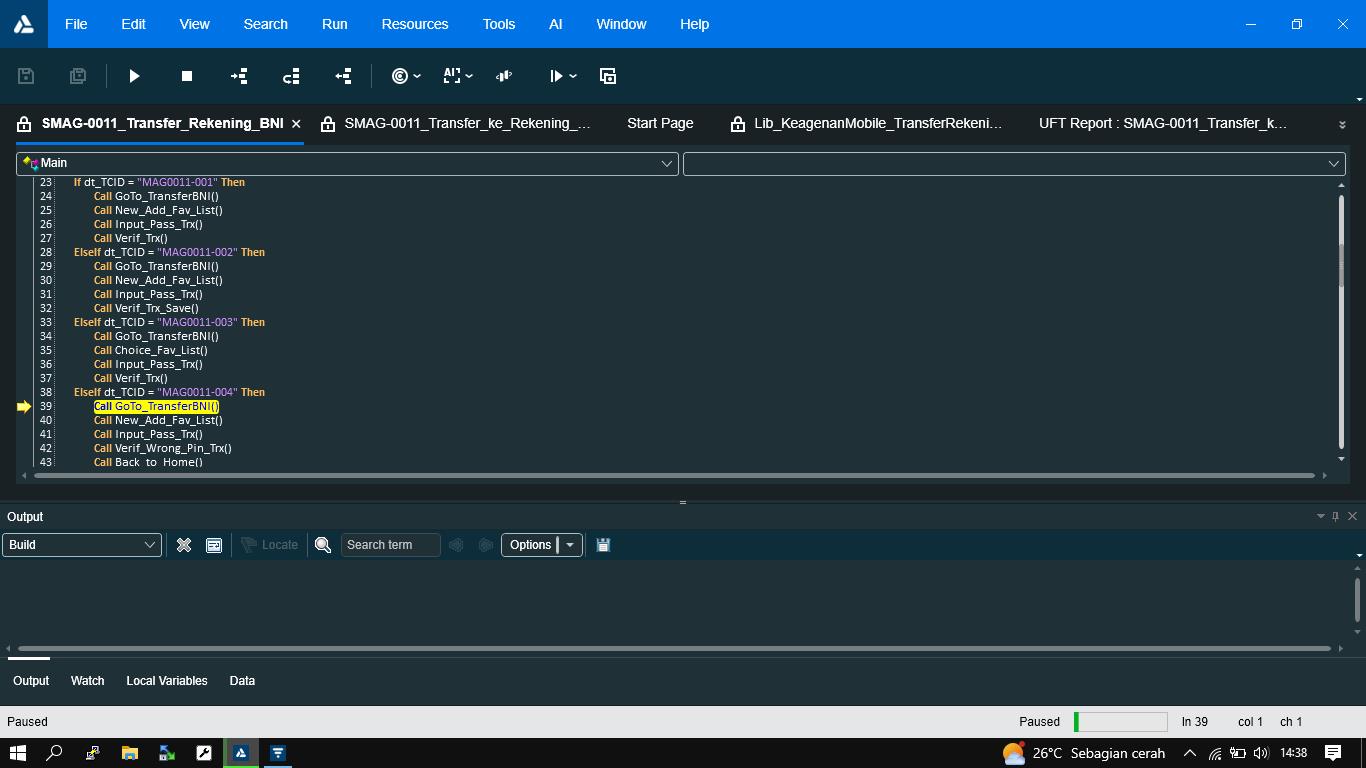 File Edit View Search Run Resources Tools AI Window Help
SMAG-0011_Transfer_Rekening_BNI
SMAG-0011_Transfer_ke_Rekening_...
Start Page
Lib_KeagenanMobile_TransferRekeni...
UFT Report : SMAG-0011_Transfer_k...
Main
23 If dt_TCID = "MAG0011-001" Then
24 Call GoTo_TransferBNI()
25 Call New_Add_Fav_List()
26 Call Input_Pass_Trx()
27 Call Verif_Trx()
28 ElseIf dt_TCID = "MAG0011-002" Then
29 Call GoTo_TransferBNI()
30 Call New_Add_Fav_List()
31 Call Input_Pass_Trx()
32 Call Verif_Trx_Save()
33 ElseIf dt_TCID = "MAG0011-003" Then
34 Call GoTo_TransferBNI()
35 Call Choice_Fav_List()
36 Call Input_Pass_Trx()
37 Call Verif_Trx()
38 ElseIf dt_TCID = "MAG0011-004" Then
39 Call GoTo_TransferBNI()
40 Call New_Add_Fav_List()
41 Call Input_Pass_Trx()
42 Call Verif_Wrong_Pin_Trx()
43 Call Back_to_Home()
Output
Build
Locate
Search term
Options
Output Watch Local Variables Data
Paused
Paused
ln 39 col 1 ch 1
26°C Sebagian cerah
14:38